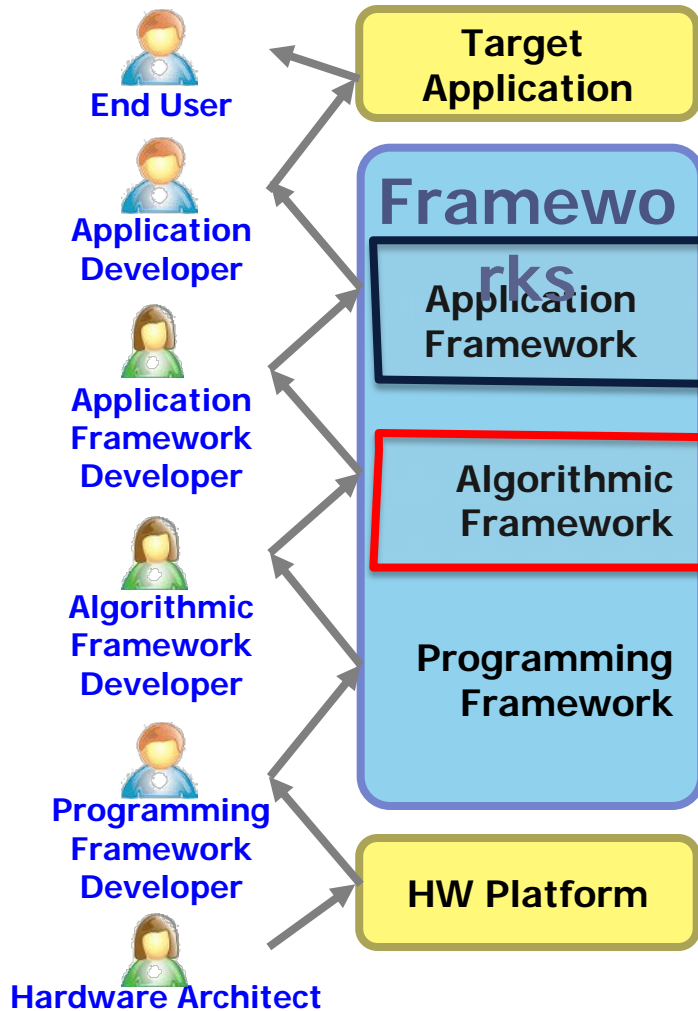 End User
Application
Developer
Application
Framework
Developer
Algorithmic
Framework
Developer
Programming
Framework
Developer
Hardware Architect
Target
Application
Framewo
rks
Application
Framework
Algorithmic
Framework
Programming
Framework
HW Platform